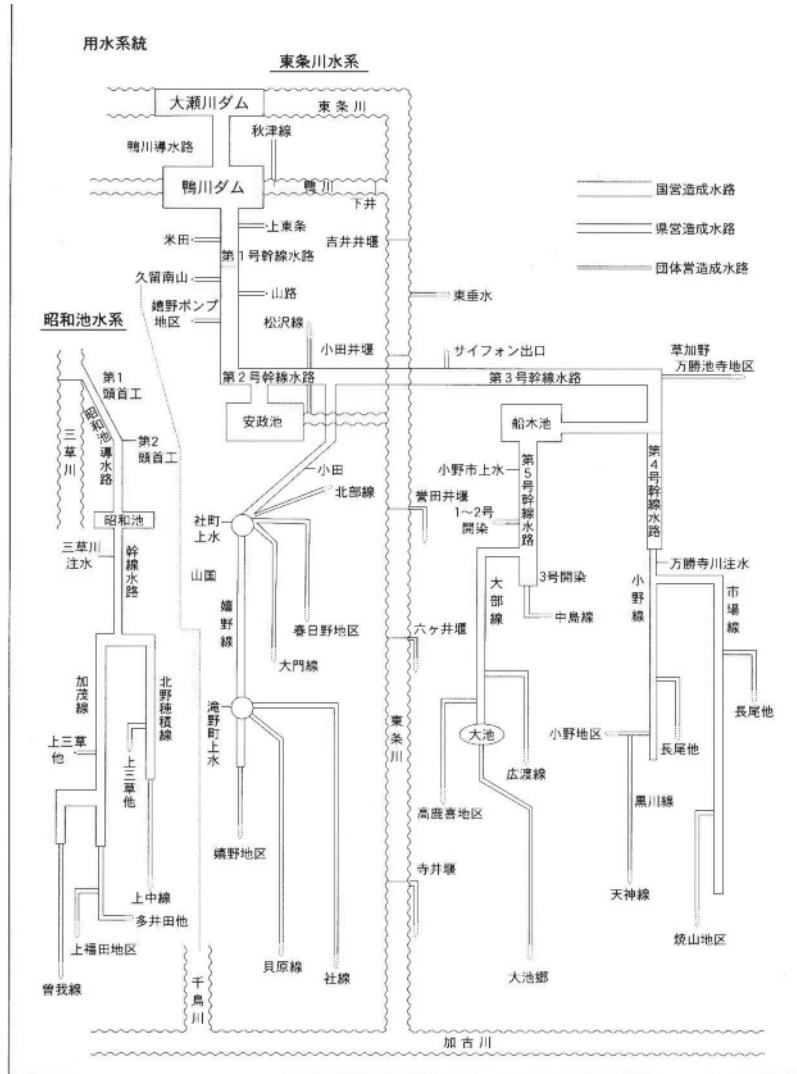 用水系統
東条川水系
大瀬川ダム
東条川
秋津線
鴨川導水路
鴨川ダム
鴨川
下井
国営造成水路
県営造成水路
団体営造成水路
上東条
米田
第1号幹線水路
吉井井堰
久留南山
山路
東垂水
嬉野ポンプ
地区
松沢線
昭和池水系
小田井堰
サイフォン出口
草加野
万勝池寺地区
第1
頭首工
第2号幹線水路
第3号幹線水路
安政池
船木池
昭和池導水路
三草川
第2
頭首工
小田
小野市上水
第5号幹線水路
第4号幹線水路
北部線
誉田井堰
1〜2号
開染
昭和池
社町
上水
三草川
注水
幹線水路
山国
大部線
3号開染
万勝寺川注水
小野線
市場線
嬉野線
春日野地区
中島線
六ヶ井堰
大門線
加茂線
北野穂積線
滝野町上水
東条川
大池
小野地区
長尾他
長尾他
上三草
他
上三草他
広渡線
高鹿喜地区
黒川線
嬉野地区
寺井堰
天神線
上中線
多井田他
上福田地区
焼山地区
曽我線
千鳥川
貝原線
社線
大池郷
加古川